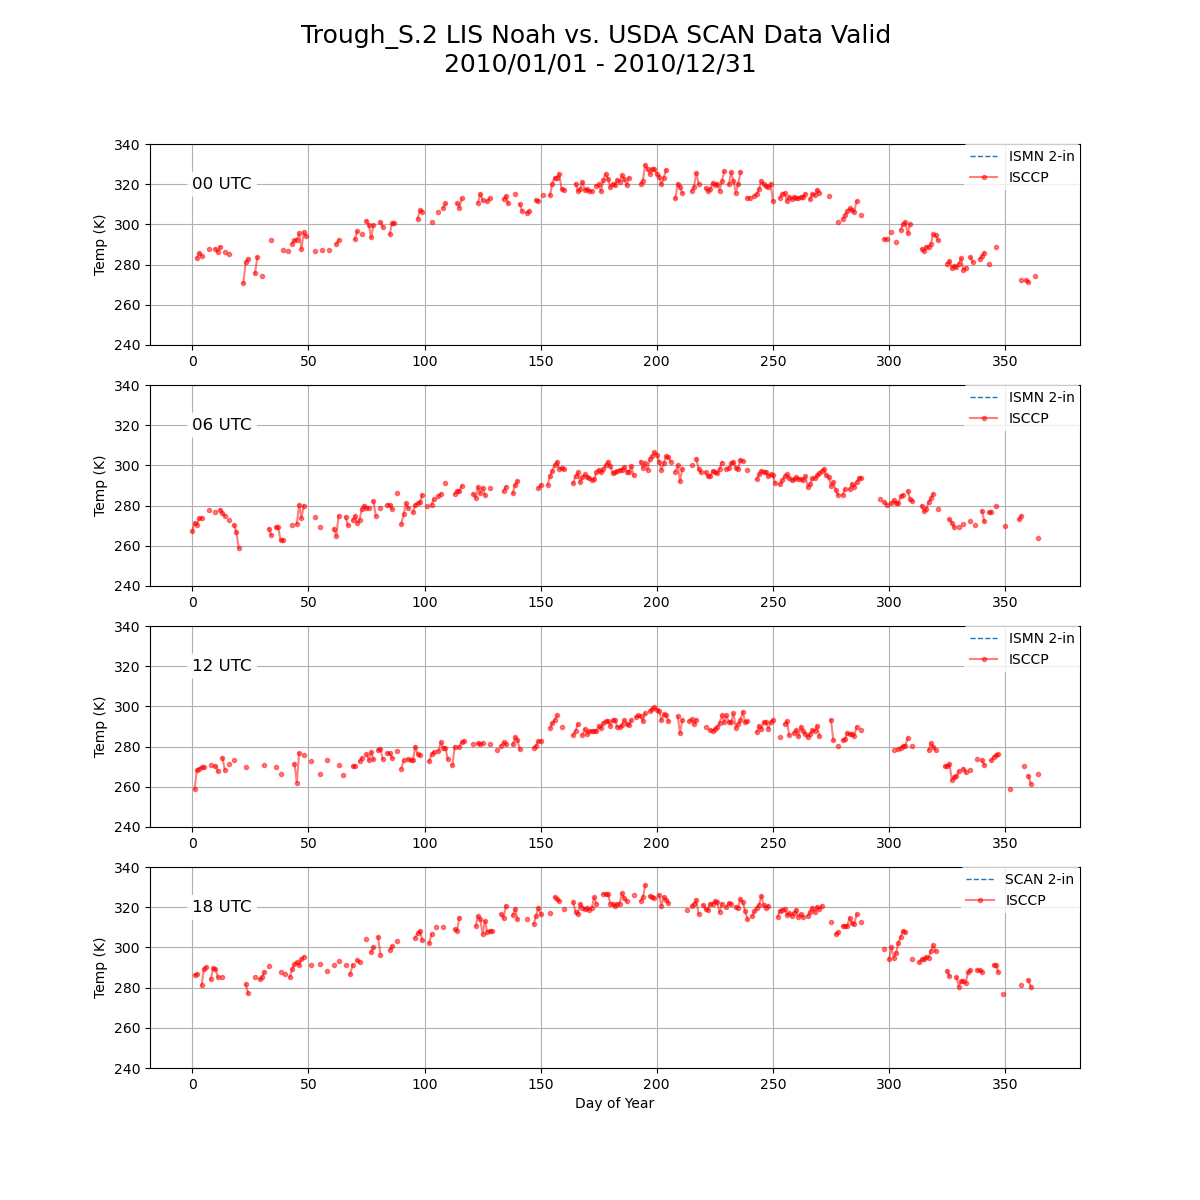 Trough_S.2 LIS Noah vs. USDA SCAN Data Valid
2010/01/01 - 2010/12/31
340
320
300
280
260
240
Temp (K)
00 UTC
ISMN 2-in
ISCCP
0 50 100 150 200 250 300 350
340
320
300
280
260
240
Temp (K)
06 UTC
ISMN 2-in
ISCCP
0 50 100 150 200 250 300 350
340
320
300
280
260
240
Temp (K)
12 UTC
ISMN 2-in
ISCCP
0 50 100 150 200 250 300 350
340
320
300
280
260
240
Temp (K)
18 UTC
SCAN 2-in
ISCCP
0 50 100 150 200 250 300 350
Day of Year